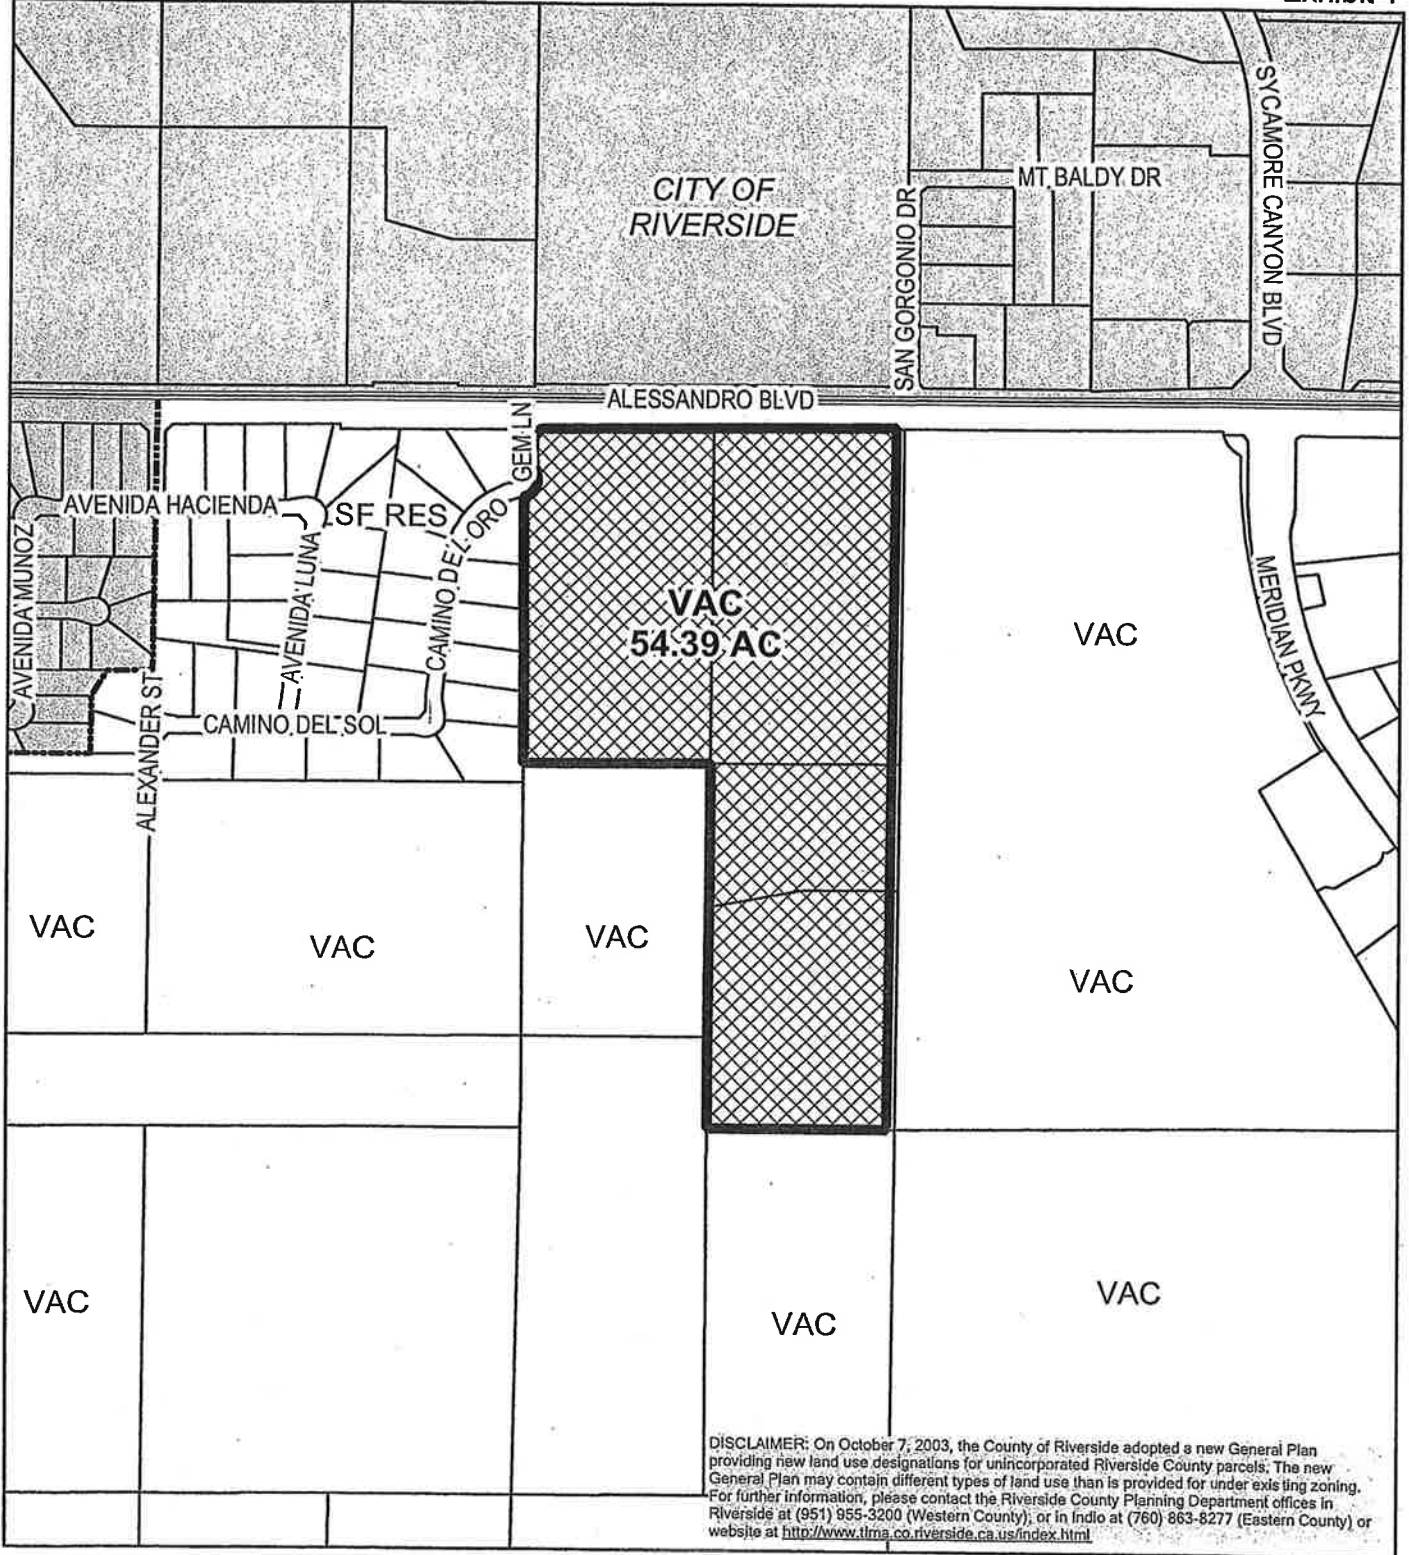 CITY OF
RIVERSIDE
MT BALDY DR
SYCAMORE CANYON BLVD
SAN GORGONIO DR
ALESSANDRO BLVD
GEM LN
AVENIDA HACIENDA
SF RES
AVENIDA MUNOZ
AVENIDA LUNA
CAMINO DEL ORO
VAC
54.39 AC
VAC
MERIDIAN PKWY
ALEXANDER ST
CAMINO DEL SOL
VAC
VAC
VAC
VAC
VAC
VAC
VAC
DISCLAIMER: On October 7, 2003, the County of Riverside adopted a new General Plan
providing new land use designations for unincorporated Riverside County parcels. The new
General Plan may contain different types of land use than is provided for under existing zoning.
For further information, please contact the Riverside County Planning Department offices in
Riverside at (951) 955-3200 (Western County), or in Indio at (760) 863-8277 (Eastern County) or
website at http://www.tlma.co.riverside.ca.us/index.html